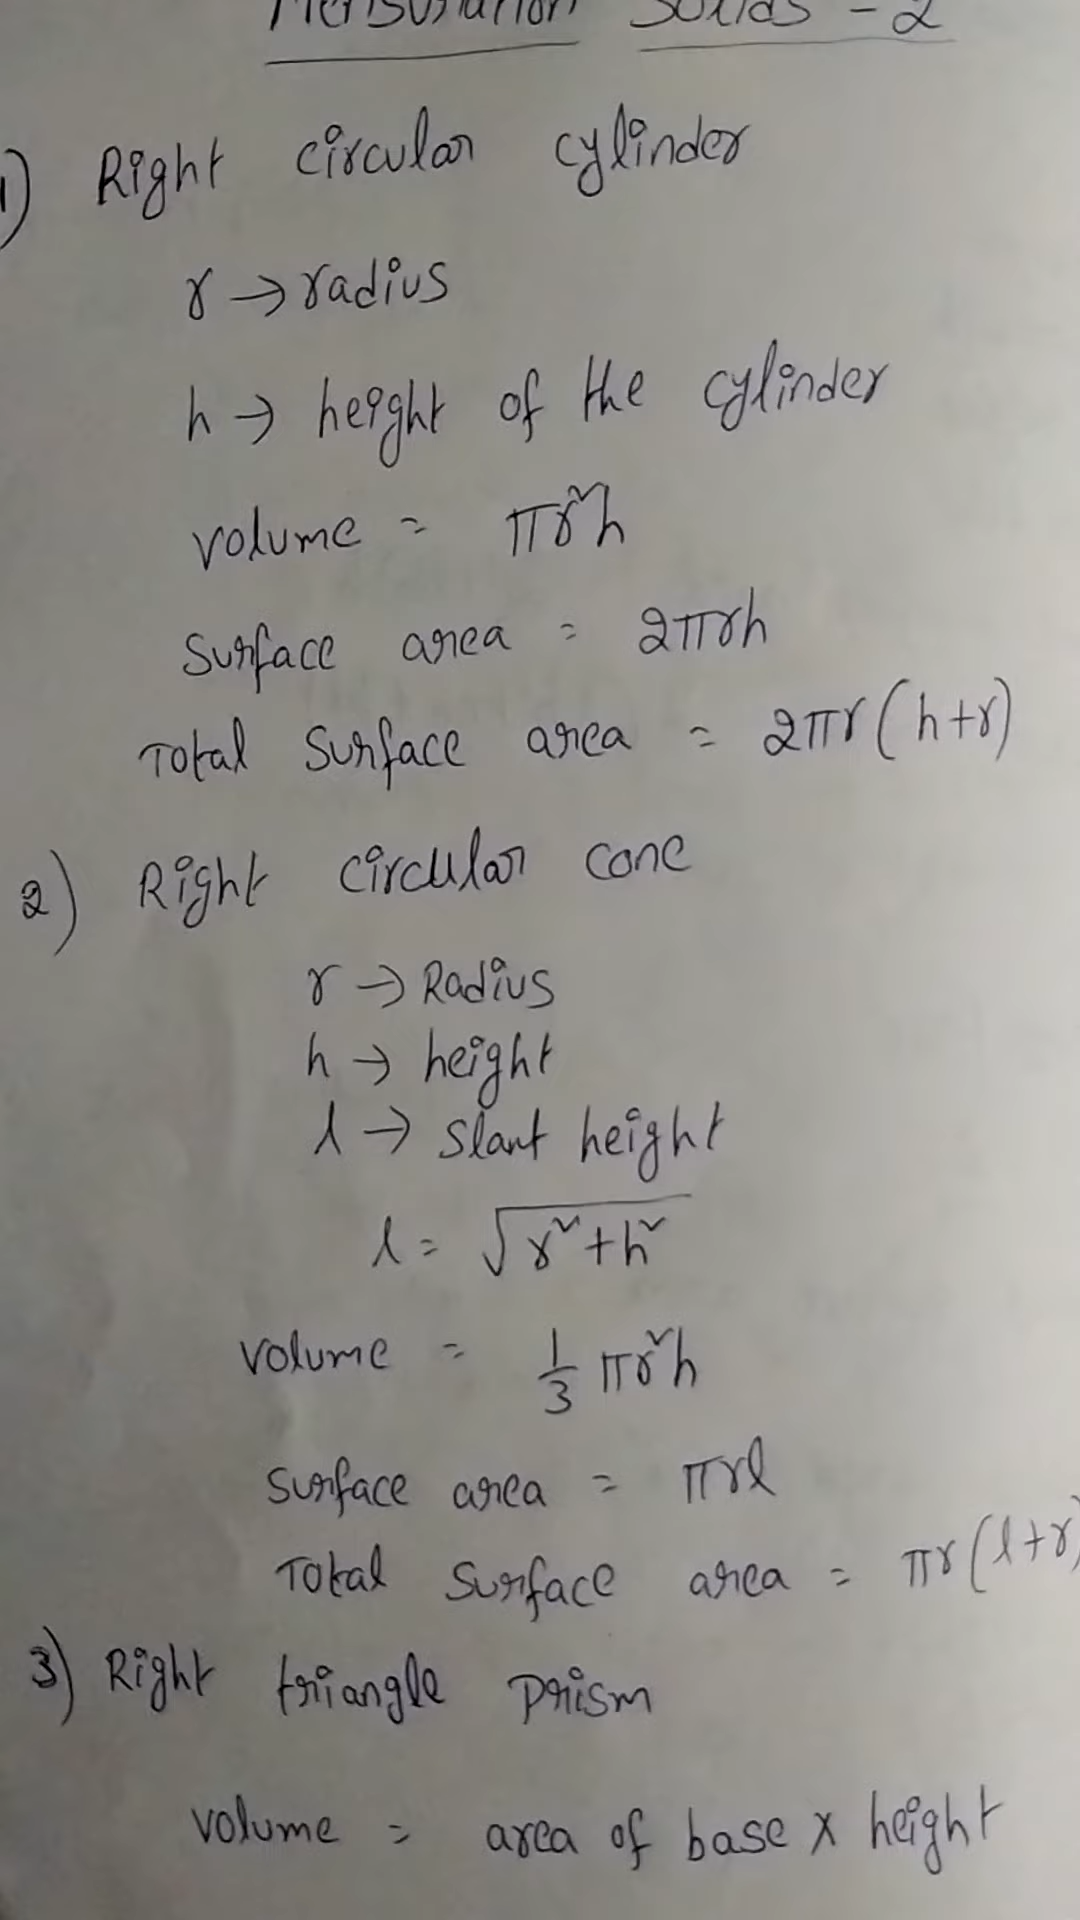 Mensuration Solids - 2
1) Right circular cylinder
r → radius
h → height of the cylinder
volume = πr²h
Surface area = 2πrh
Total Surface area = 2πr(h+r)
2) Right circular cone
r → Radius
h → height
l → Slant height
l = √r²+h²
volume = 1/3 πr²h
Surface area = πrl
Total Surface area = πr(l+r)
3) Right triangle prism
volume = area of base x height